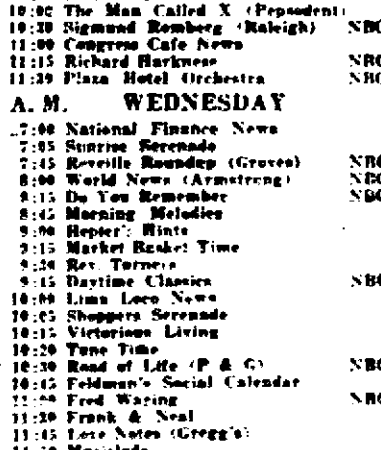 10:00 The Man Called X (Pepsodent)
10:30 Sigmund Romberg (Raleigh) NBC
11:00 Congress Cafe News
11:15 Richard Harkness NBC
11:30 Plaza Hotel Orchestra NBC
A. M. WEDNESDAY
7:00 National Finance News
7:05 Sunrise Serenade
7:45 Reveille Roundup (Groves) NBC
8:00 World News (Armstrong) NBC
8:15 Do You Remember NBC
8:45 Morning Melodies
9:00 Hepler's Hints
9:15 Market Basket Time
9:30 Rev. Turners
9:45 Daytime Classics NBC
10:00 Lima Loco News
10:05 Shoppers Serenade
10:15 Victorious Living
10:20 Tune Time
10:30 Road of Life (P & G) NBC
10:45 Feldman's Social Calendar
11:00 Fred Waring NBC
11:30 Frank & Neal
11:45 Love Notes (Gregg's)